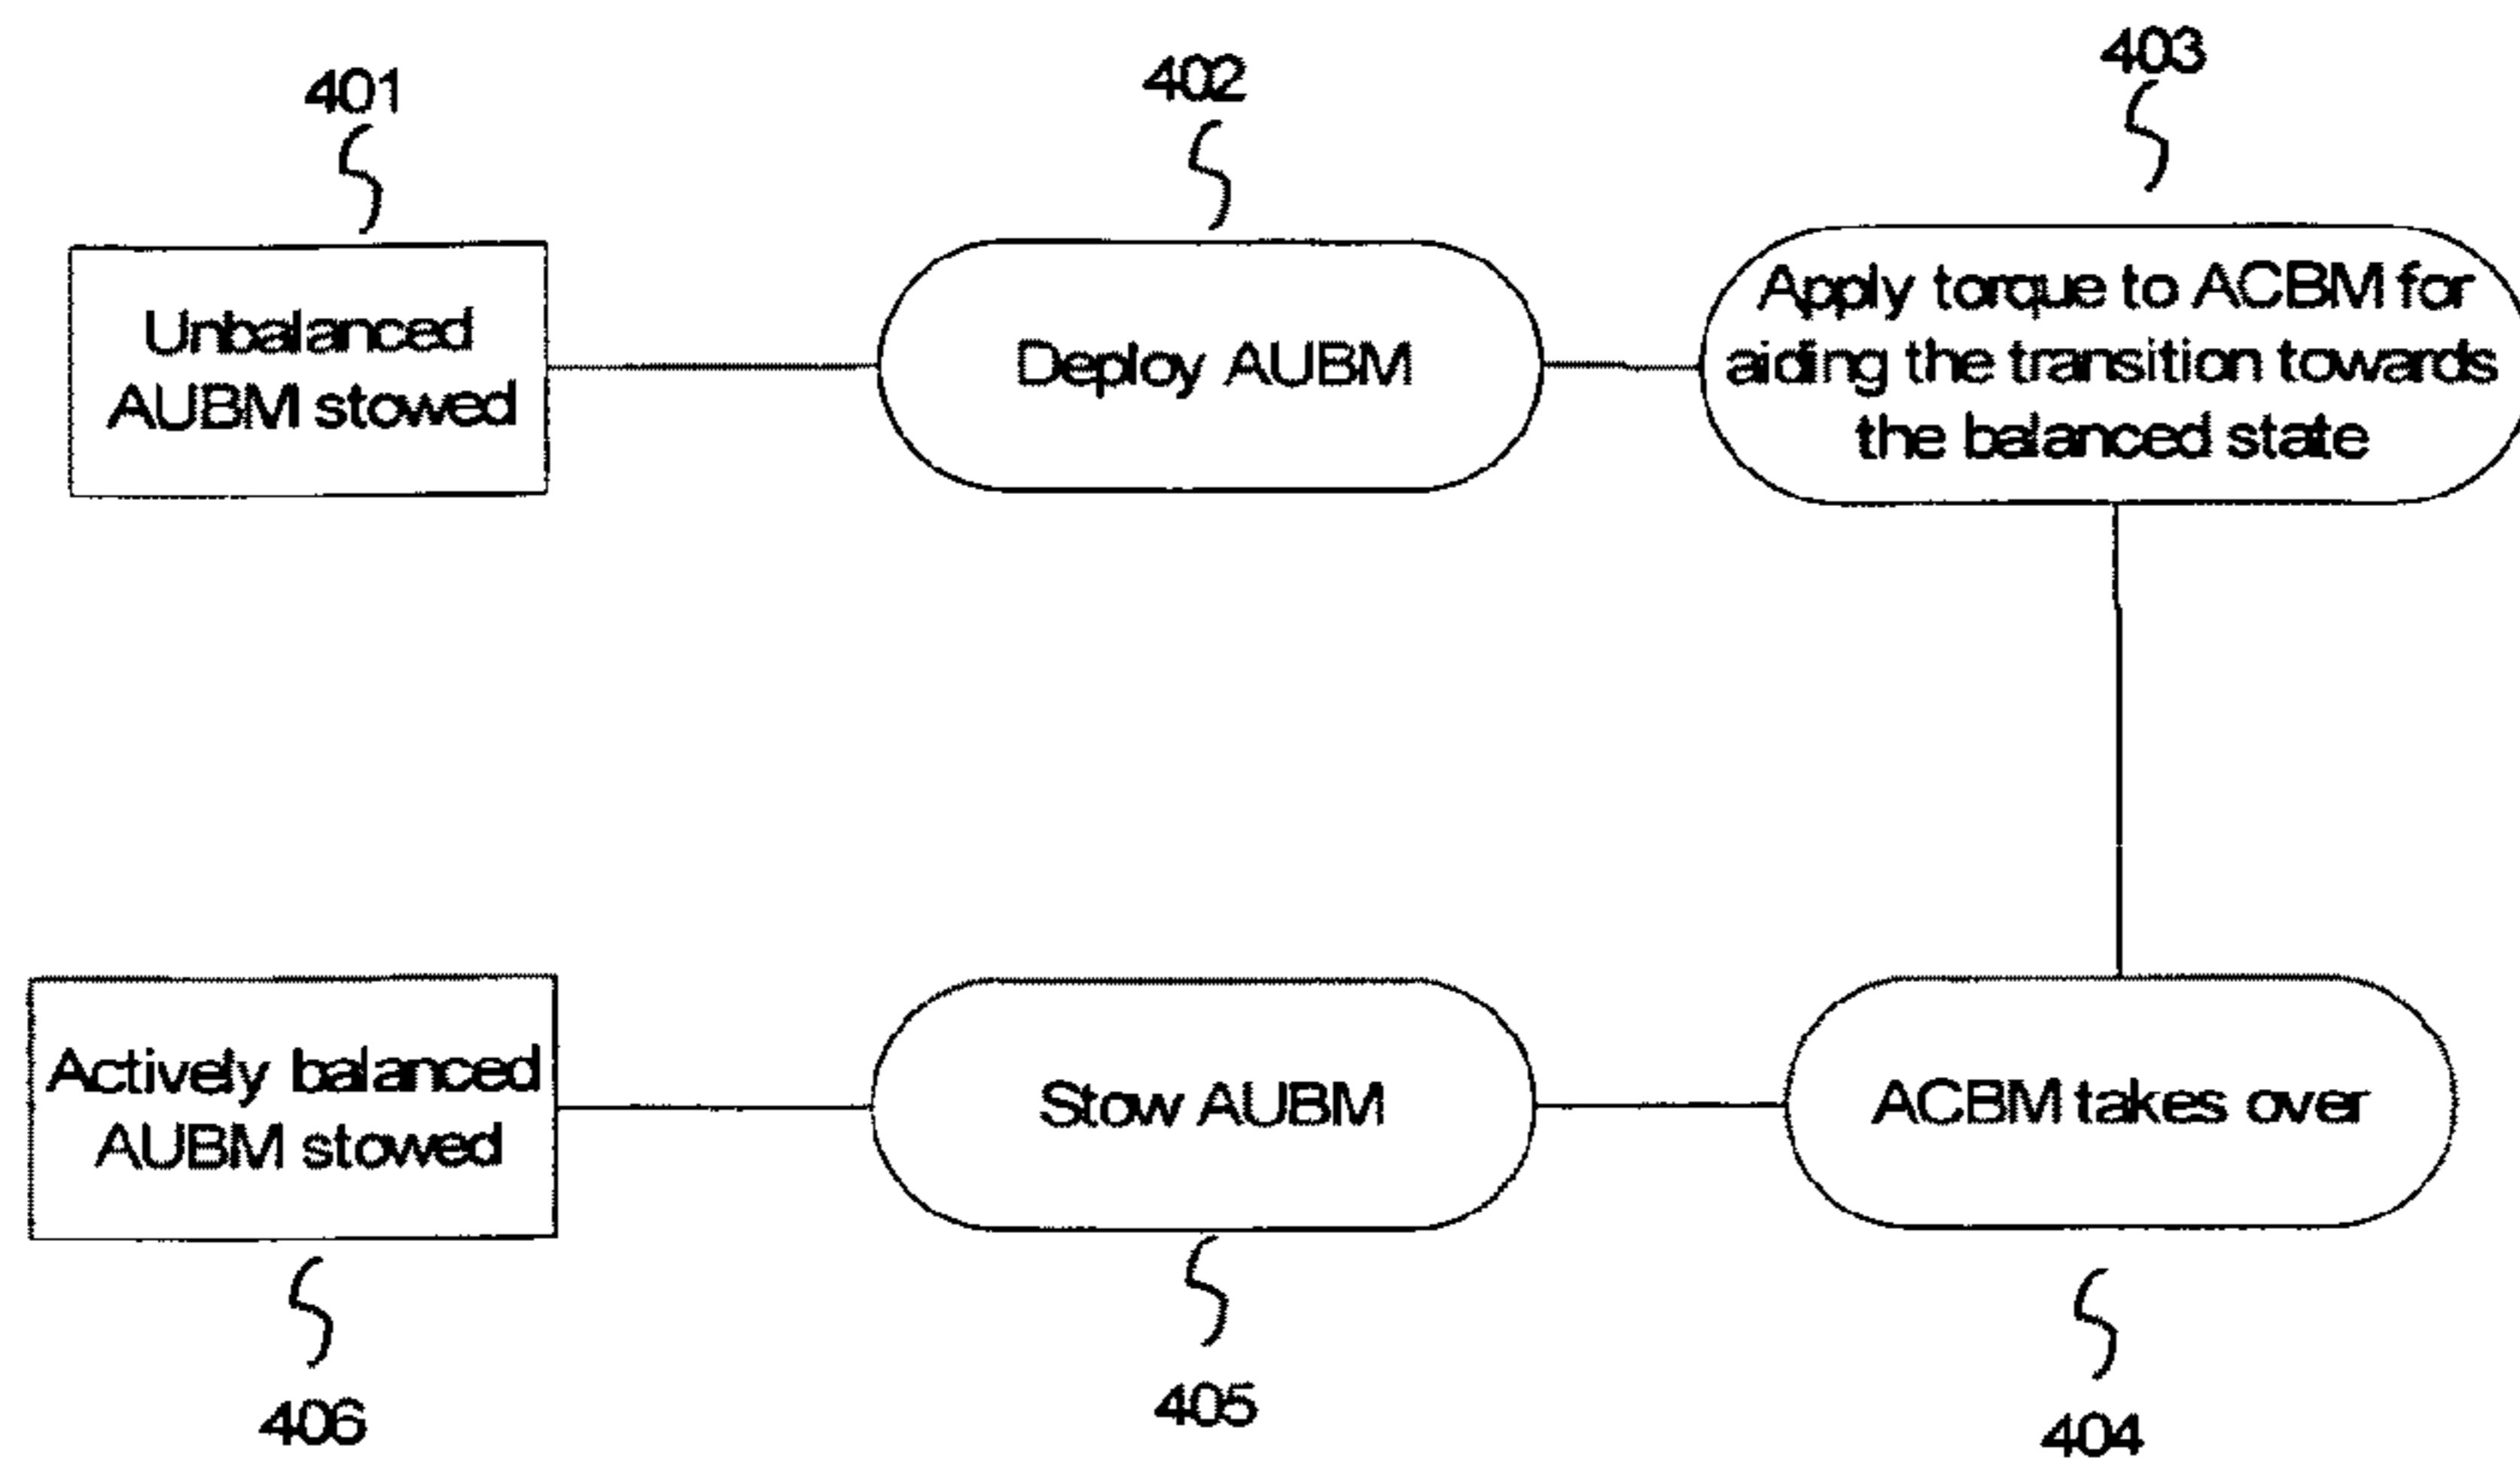 401
Unbalanced
AUBM stowed
402
Deploy AUBM
403
Apply torque to ACBM for
aiding the transition towards
the balanced state
ACBM takes over
404
Stow AUBM
405
Actively balanced
AUBM stowed
406